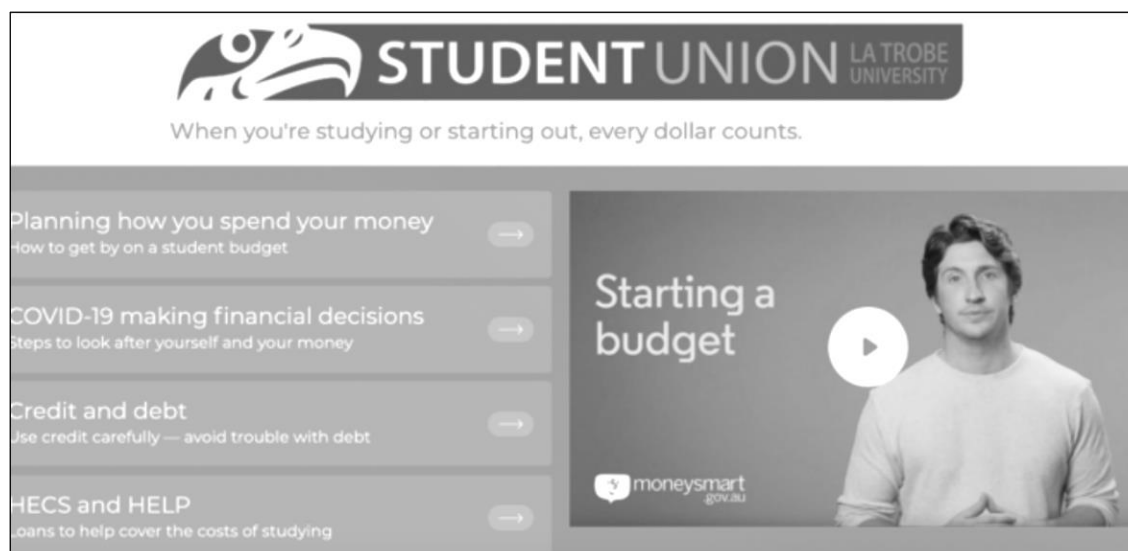 STUDENT UNION LA TROBE UNIVERSITY
When you're studying or starting out, every dollar counts.
Planning how you spend your money
How to get by on a student budget
COVID-19 making financial decisions
Steps to look after yourself and your money
Credit and debt
Use credit carefully — avoid trouble with debt
HECS and HELP
Loans to help cover the costs of studying
Starting a
budget
moneysmart
.gov.au